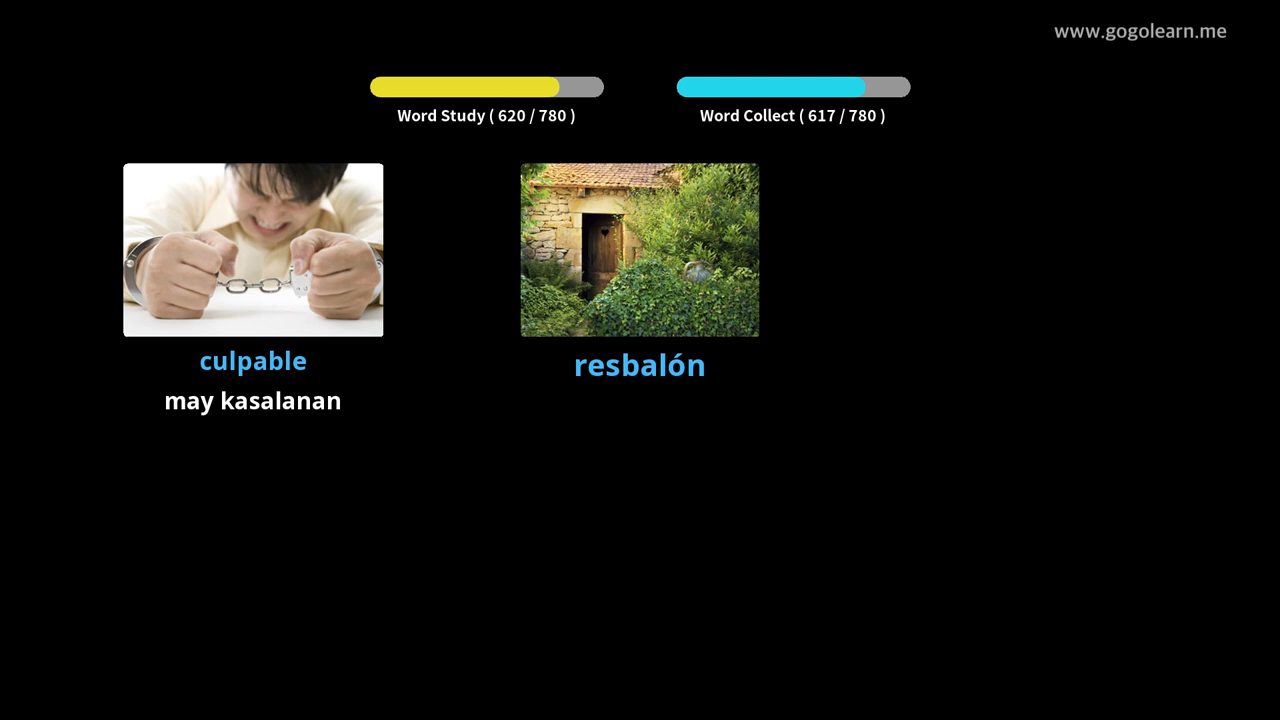 www.gogolearn.me
Word Study ( 620 / 780 )
Word Collect ( 617 / 780 )
culpable
may kasalanan
resbalón